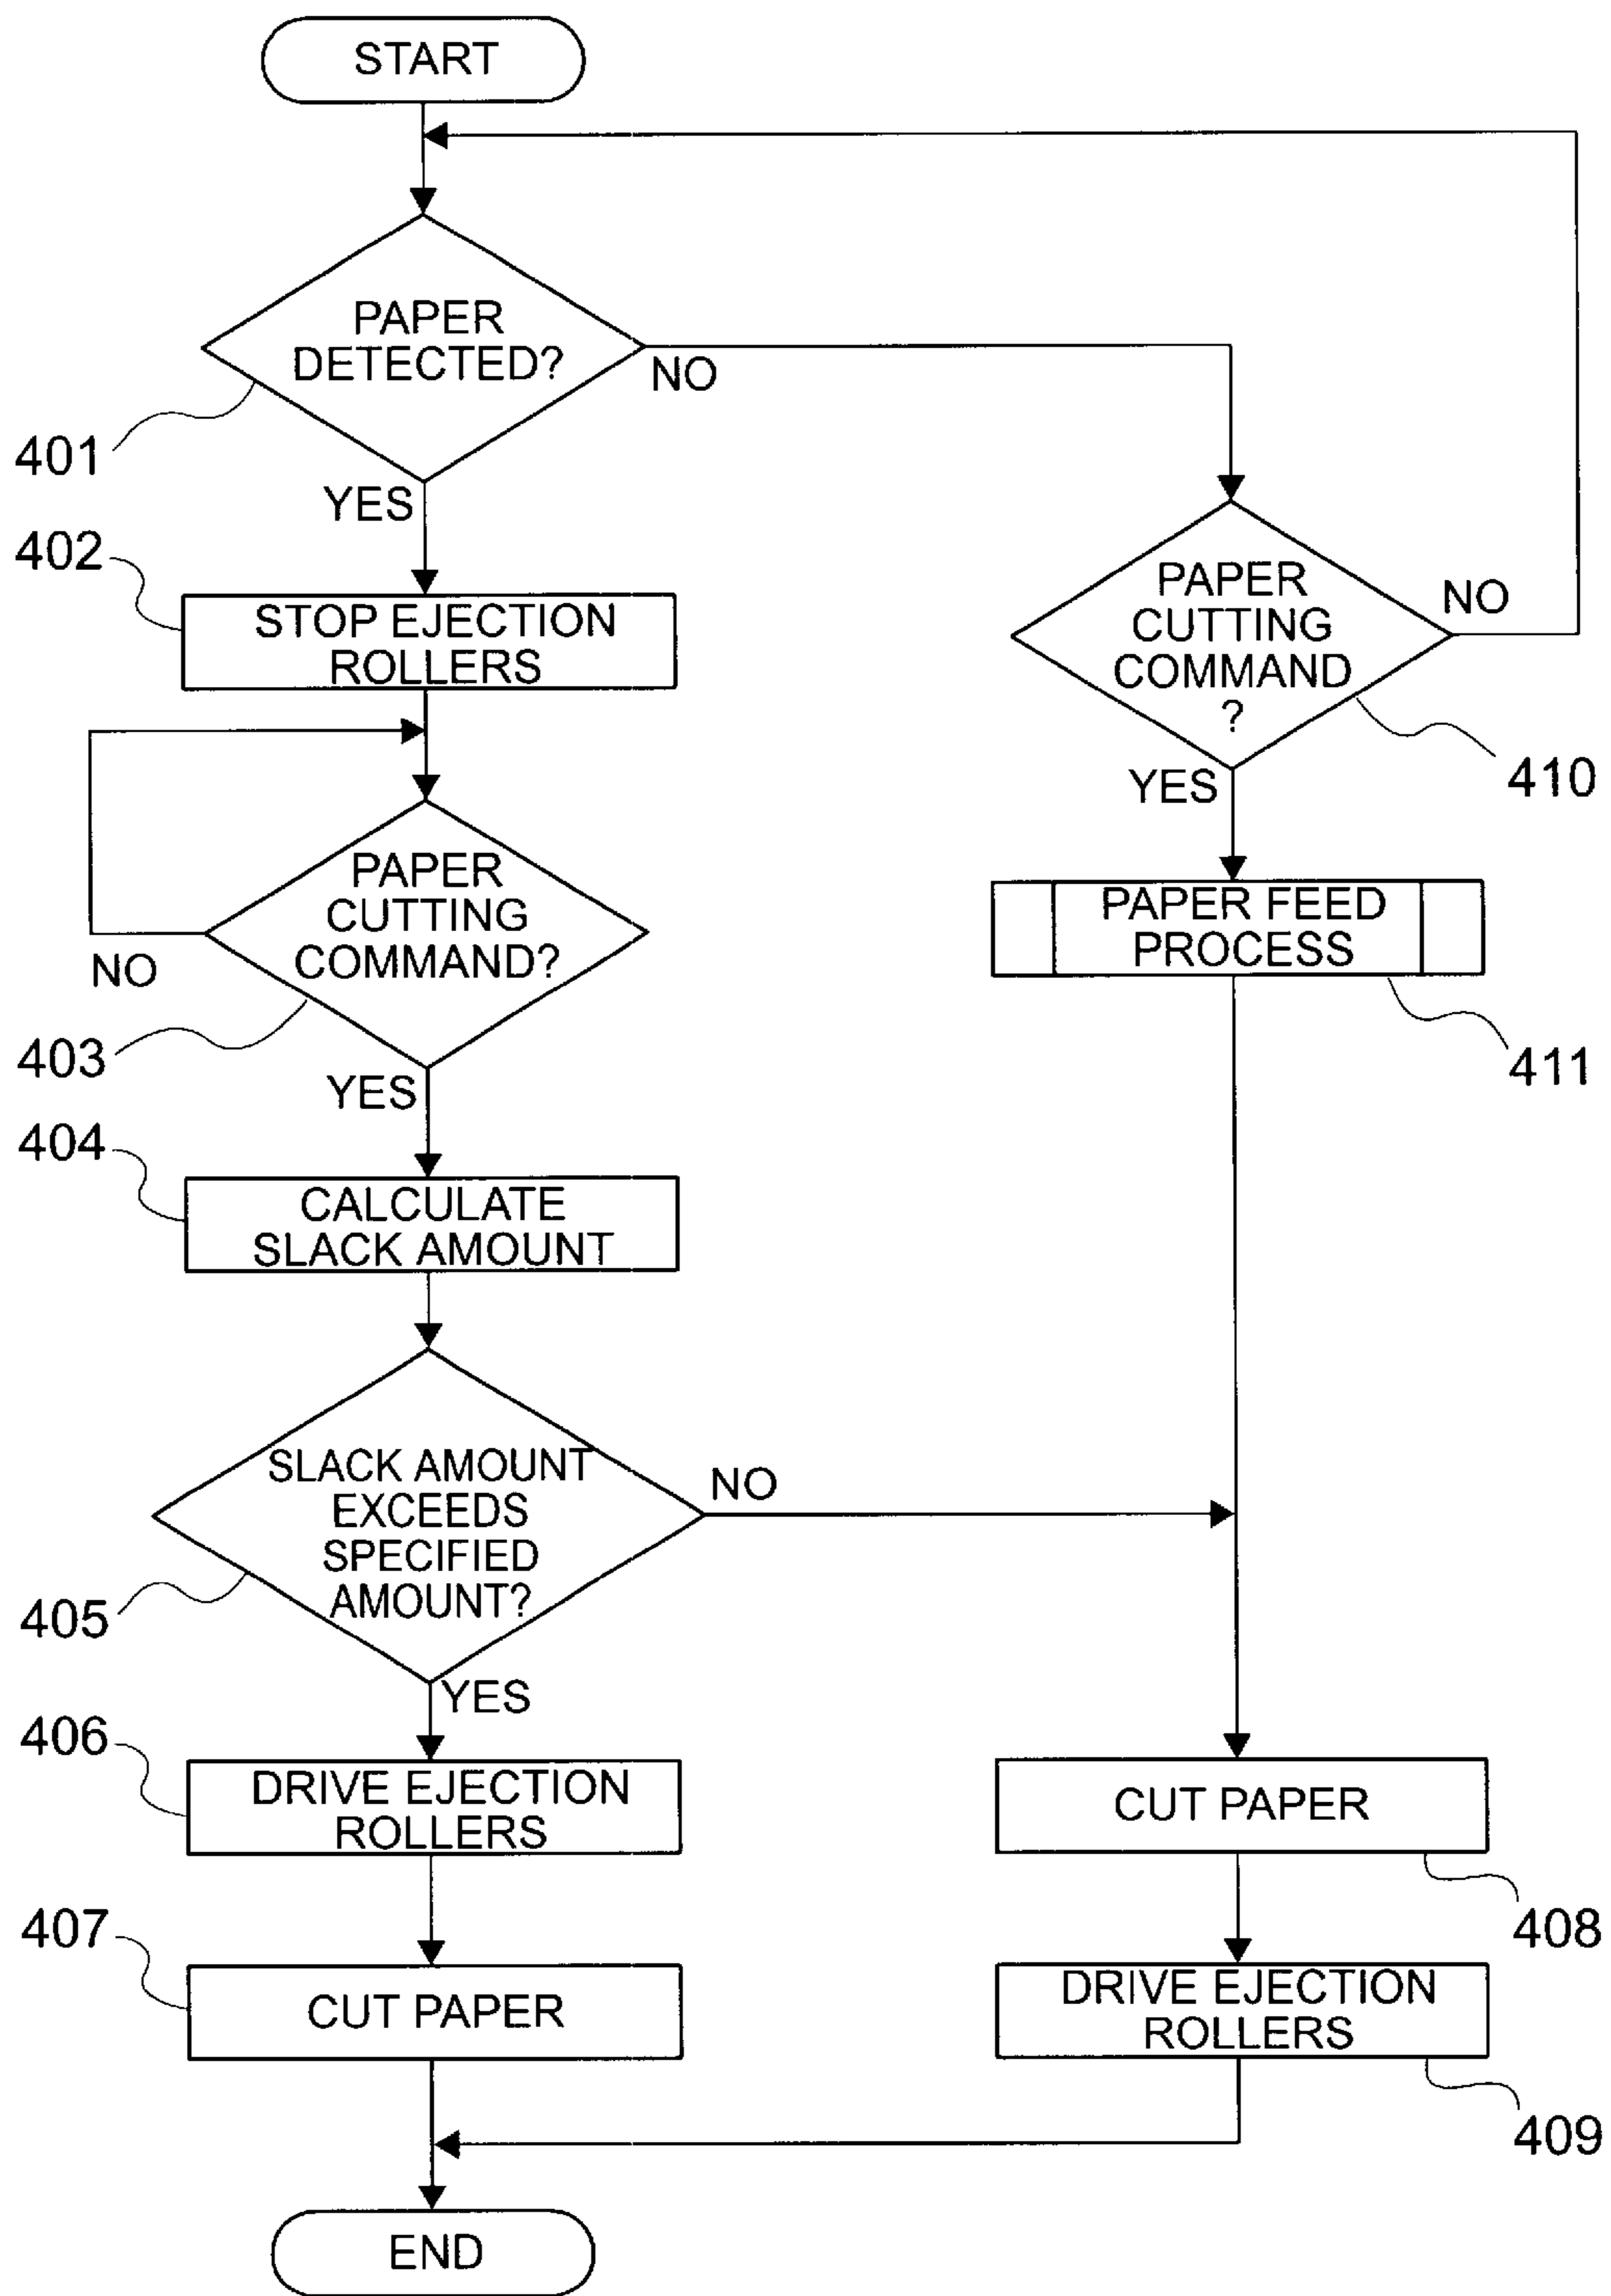 START
PAPER
DETECTED?
NO
401
YES
402
STOP EJECTION
ROLLERS
PAPER
CUTTING
COMMAND
?
NO
410
YES
PAPER
CUTTING
COMMAND?
NO
403
YES
PAPER FEED
PROCESS
411
404
CALCULATE
SLACK AMOUNT
SLACK AMOUNT
EXCEEDS
SPECIFIED
AMOUNT?
NO
405
YES
406
DRIVE EJECTION
ROLLERS
CUT PAPER
408
407
CUT PAPER
DRIVE EJECTION
ROLLERS
409
END